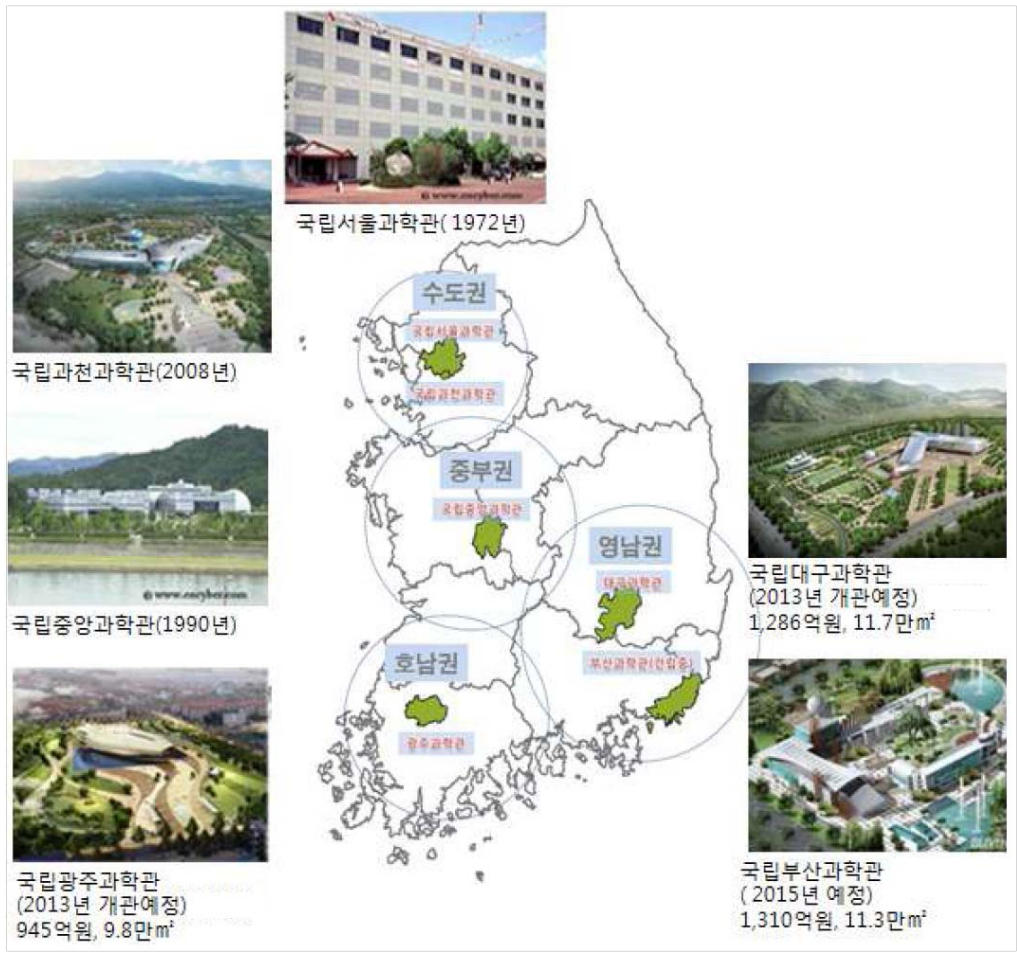 국립서울과학관( 1972년)
© www.encyber.com
국립과천과학관(2008년)
수도권
국립서울과학관
국립과천과학관
중부권
국립중앙과학관
© www.encyber.com
국립중앙과학관(1990년)
영남권
대구과학관
부산과학관(건립중)
국립대구과학관
(2013년 개관예정)
1,286억원, 11.7만㎡
호남권
광주과학관
국립광주과학관
(2013년 개관예정)
945억원, 9.8만㎡
국립부산과학관
( 2015년 예정)
1,310억원, 11.3만㎡